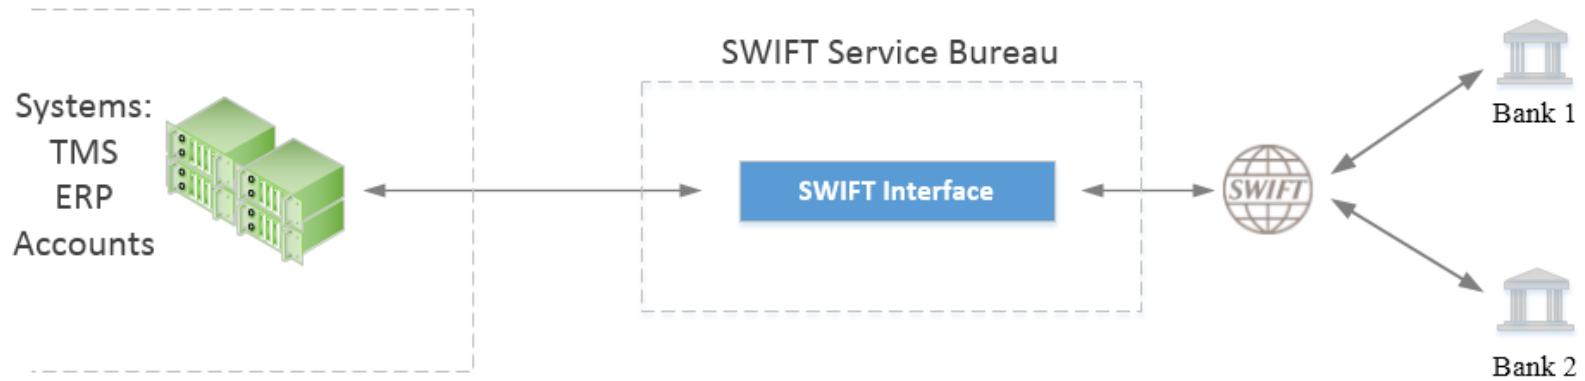 Systems:
TMS
ERP
Accounts
SWIFT Service Bureau
SWIFT Interface
SWIFT
Bank 1
Bank 2